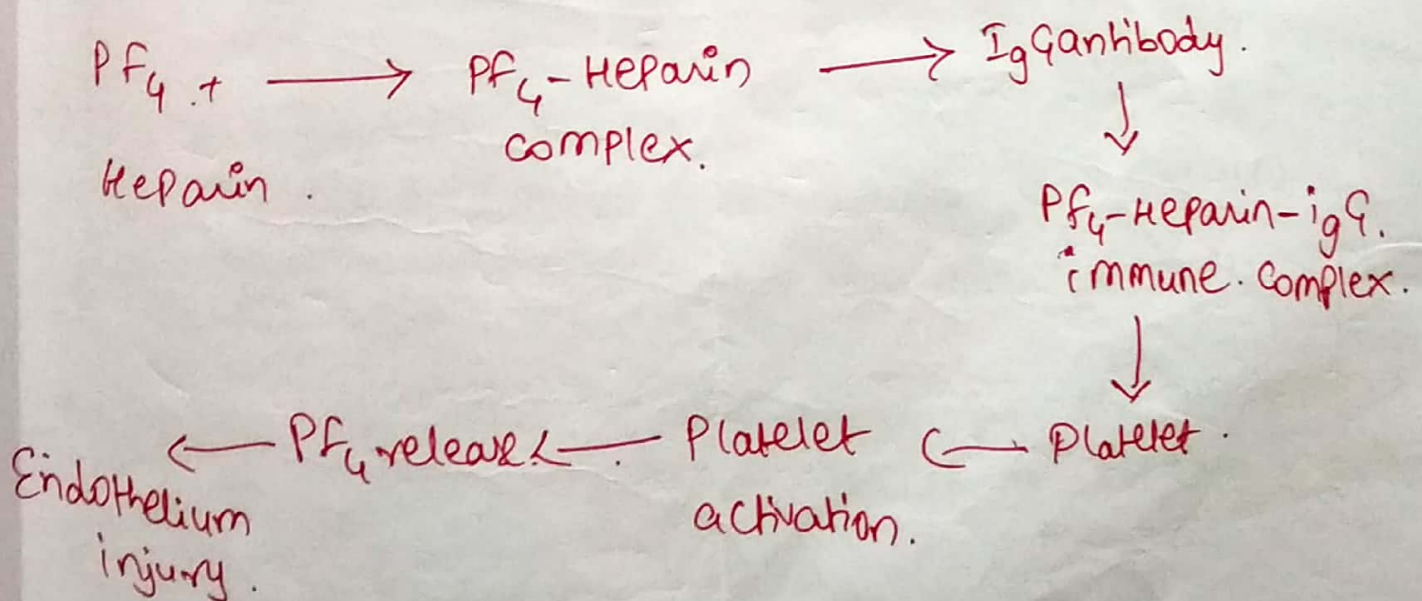 PF4 + → PF4-Heparin → IgG antibody.
Heparin. complex.
↓
PF4-Heparin-igG.
immune. complex.
↓
Endothelium ← PF4 release ← Platelet ← Platelet.
injury. activation.